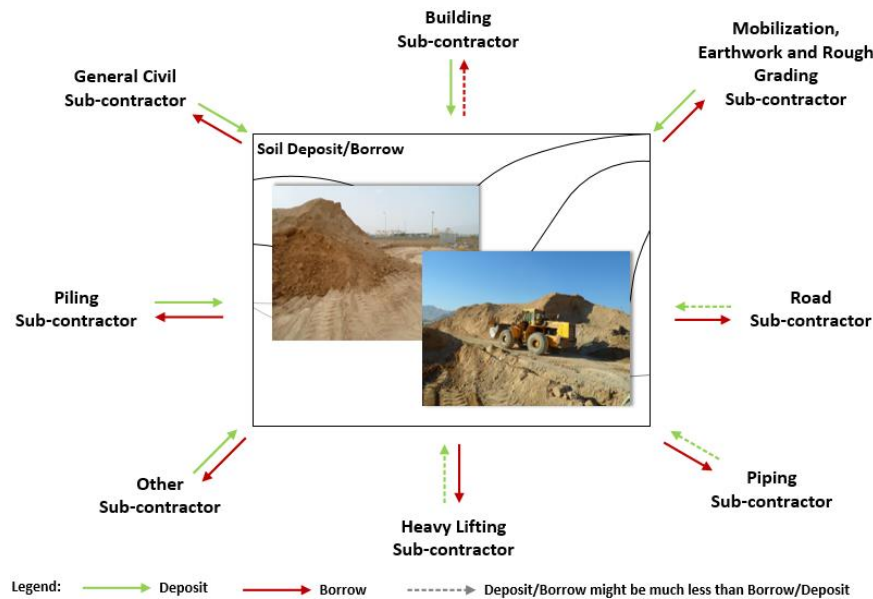 Building
Sub-contractor
Mobilization,
Earthwork and Rough
Grading
Sub-contractor
General Civil
Sub-contractor
Soil Deposit/Borrow
Piling
Sub-contractor
Road
Sub-contractor
Other
Sub-contractor
Heavy Lifting
Sub-contractor
Piping
Sub-contractor
Legend: Deposit Borrow Deposit/Borrow might be much less than Borrow/Deposit